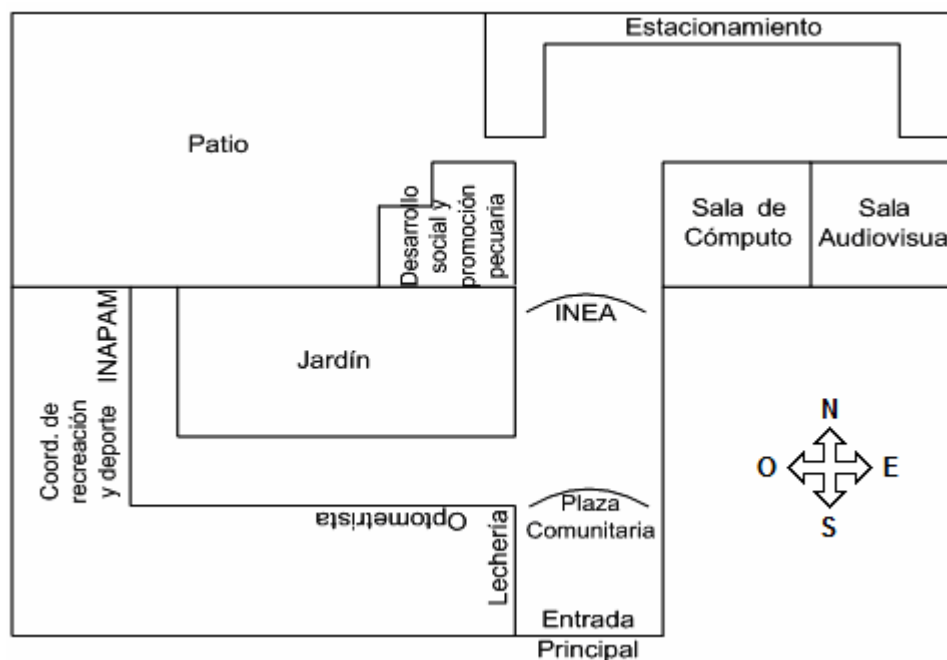 Estacionamiento
Patio
Desarrollo
social y
promoción
pecuaria
Sala de
Cómputo
Sala
Audiovisua
INEA
INAPAM
Jardín
Coord. de
recreación
y deporte
N
O
E
S
Optometrista
Lechería
Plaza
Comunitaria
Entrada
Principal